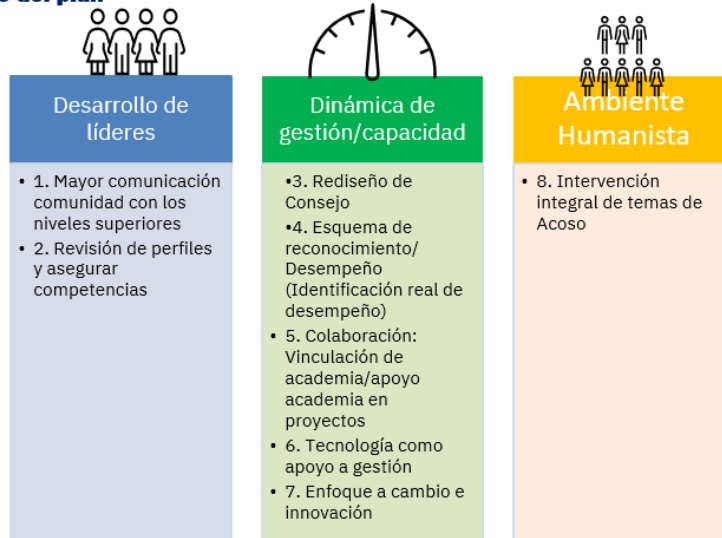 del plan
Desarrollo de
líderes
• 1. Mayor comunicación
comunidad con los
niveles superiores
• 2. Revisión de perfiles
y asegurar
competencias
Dinámica de
gestión/capacidad
•3. Rediseño de
Consejo
•4. Esquema de
reconocimiento/
Desempeño
(Identificación real de
desempeño)
• 5. Colaboración:
Vinculación de
academia/apoyo
academia en
proyectos
• 6. Tecnología como
apoyo a gestión
• 7. Enfoque a cambio e
innovación
Ambiente
Humanista
• 8. Intervención
integral de temas de
Acoso